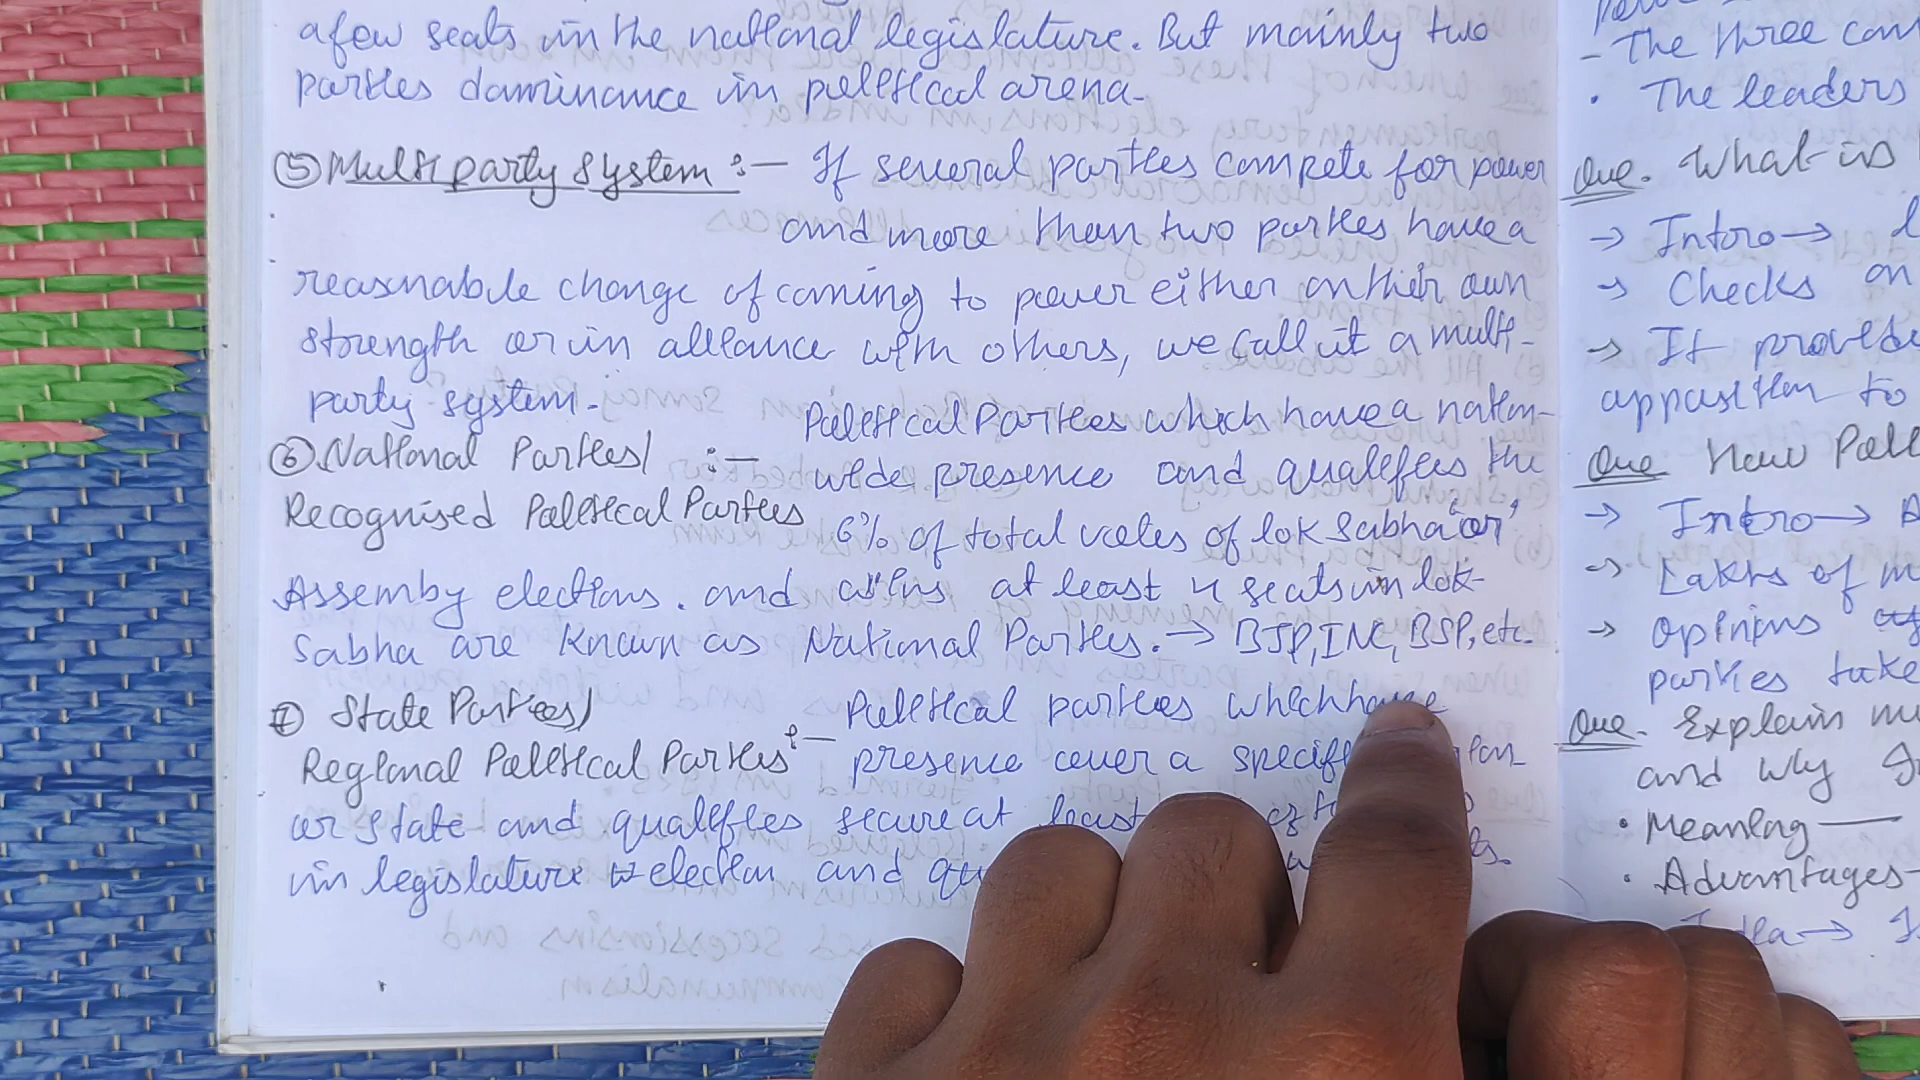 a few seats in the national legislature. But mainly two
parties dominance in political arena.
⑤ Multi party System :— If several parties compete for power
and more than two parties have a
reasonable change of coming to power either on their own
strength or in alliance with others, we call it a multi-
party system.
⑥ National Parties/ :—
Recognised Political Parties
Political Parties which have a nation-
wide presence and qualifies the
6% of total votes of lok Sabha 'or'
Assemby elections. and wins at least 4 seats in lok-
Sabha are known as National Parties. → BJP, INC, BSP, etc.
⑦ State Parties/
Regional Political Parties :—
Political parties which have
presence cover a
or state and qualifies secure at least
in legislature election and
- The three
• The leaders
Que. What is
→ Intro →
→ Checks on
→ It provide
opposition to
Que How
→ Intro →
→ Lakhs of
→ Opinions
parties take
Que. Explain
and why
• Meaning —
• Advantages -